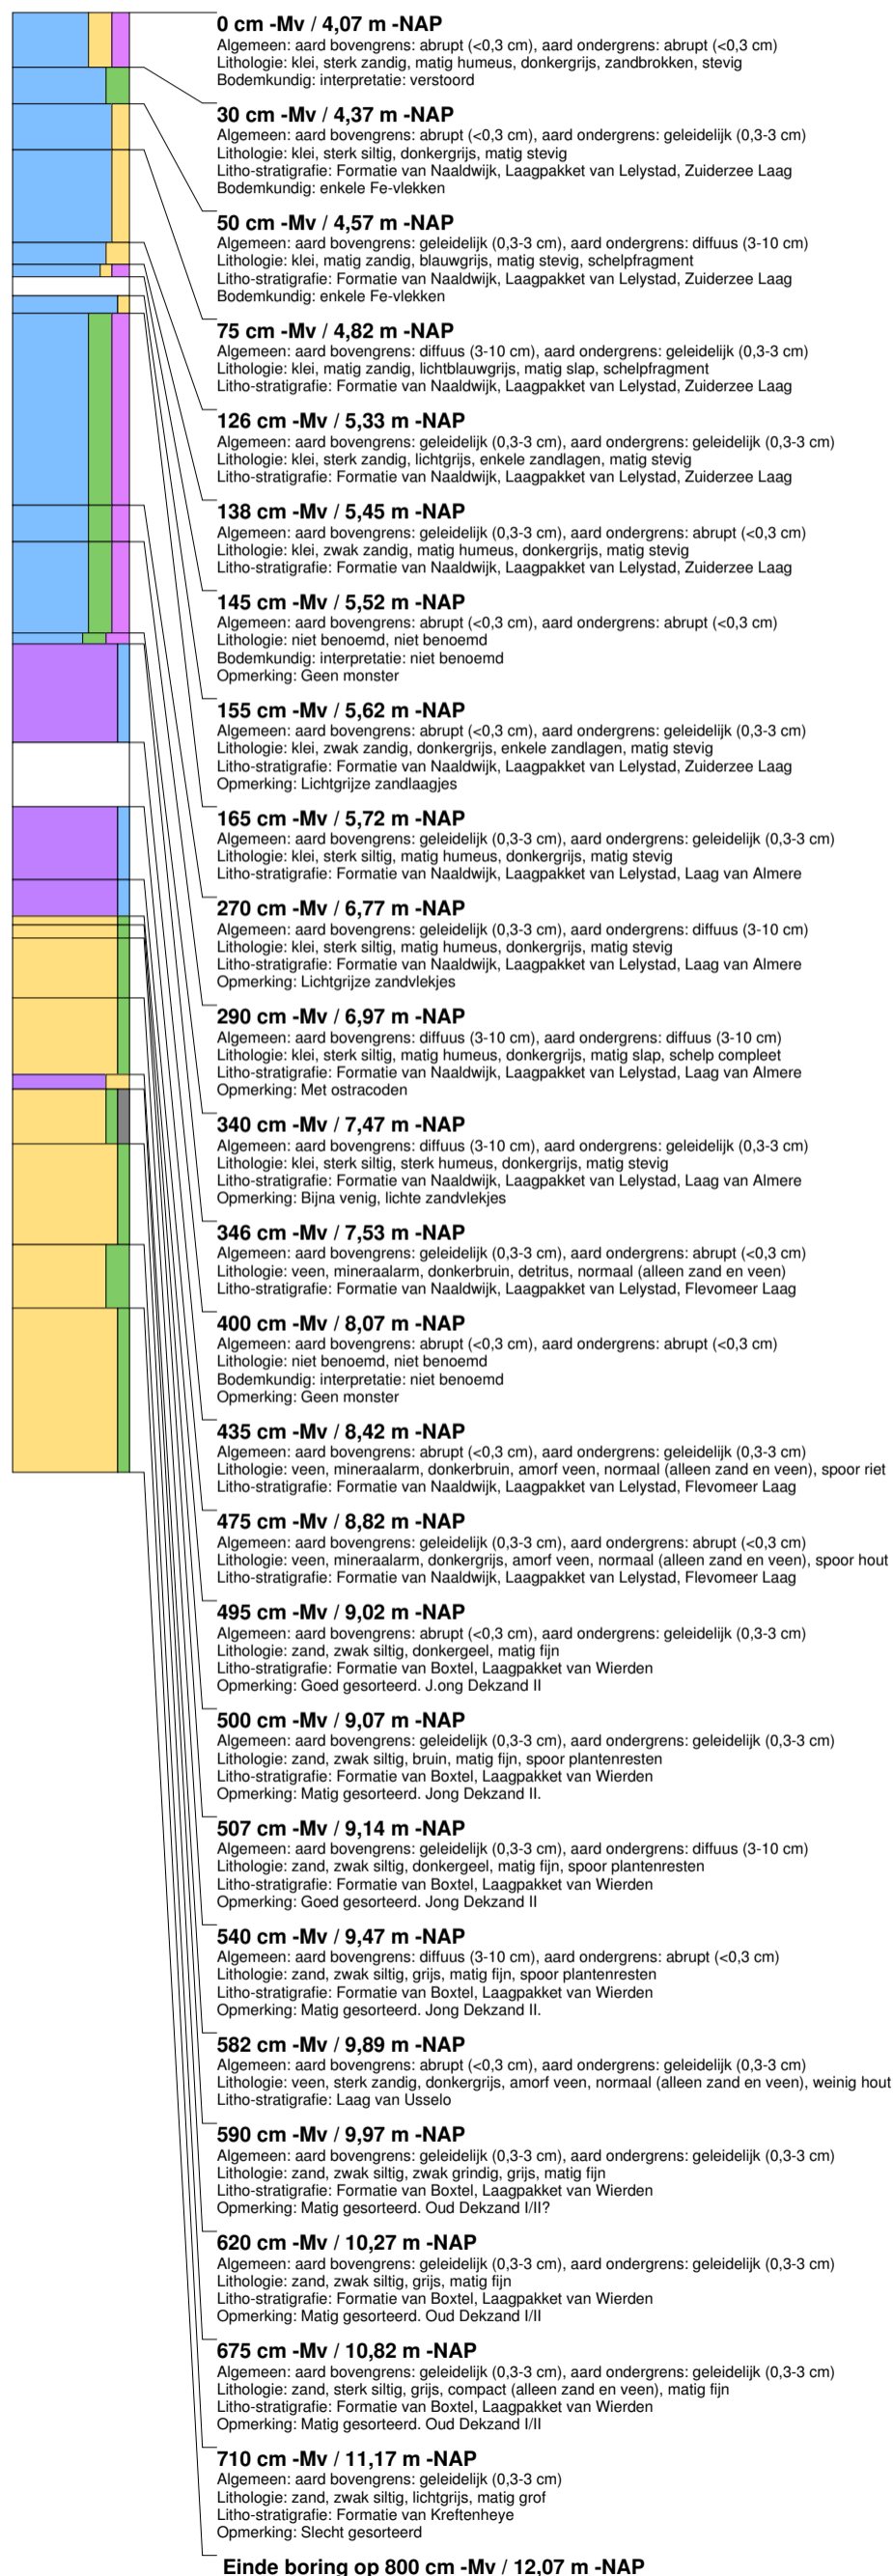 0 cm -Mv / 4,07 m -NAP
Algemeen: aard bovengrens: abrupt (<0,3 cm), aard ondergrens: abrupt (<0,3 cm)
Lithologie: klei, sterk zandig, matig humeus, donkergrijs, zandbrokken, stevig
Bodemkundig: interpretatie: verstoord
30 cm -Mv / 4,37 m -NAP
Algemeen: aard bovengrens: abrupt (<0,3 cm), aard ondergrens: geleidelijk (0,3-3 cm)
Lithologie: klei, sterk siltig, donkergrijs, matig stevig
Litho-stratigrafie: Formatie van Naaldwijk, Laagpakket van Lelystad, Zuiderzee Laag
Bodemkundig: enkele Fe-vlekken
50 cm -Mv / 4,57 m -NAP
Algemeen: aard bovengrens: geleidelijk (0,3-3 cm), aard ondergrens: diffuus (3-10 cm)
Lithologie: klei, matig zandig, blauwgrijs, matig stevig, schelpfragment
Litho-stratigrafie: Formatie van Naaldwijk, Laagpakket van Lelystad, Zuiderzee Laag
Bodemkundig: enkele Fe-vlekken
75 cm -Mv / 4,82 m -NAP
Algemeen: aard bovengrens: diffuus (3-10 cm), aard ondergrens: geleidelijk (0,3-3 cm)
Lithologie: klei, matig zandig, lichtblauwgrijs, matig slap, schelpfragment
Litho-stratigrafie: Formatie van Naaldwijk, Laagpakket van Lelystad, Zuiderzee Laag
126 cm -Mv / 5,33 m -NAP
Algemeen: aard bovengrens: geleidelijk (0,3-3 cm), aard ondergrens: geleidelijk (0,3-3 cm)
Lithologie: klei, sterk zandig, lichtgrijs, enkele zandlagen, matig stevig
Litho-stratigrafie: Formatie van Naaldwijk, Laagpakket van Lelystad, Zuiderzee Laag
138 cm -Mv / 5,45 m -NAP
Algemeen: aard bovengrens: geleidelijk (0,3-3 cm), aard ondergrens: abrupt (<0,3 cm)
Lithologie: klei, zwak zandig, matig humeus, donkergrijs, matig stevig
Litho-stratigrafie: Formatie van Naaldwijk, Laagpakket van Lelystad, Zuiderzee Laag
145 cm -Mv / 5,52 m -NAP
Algemeen: aard bovengrens: abrupt (<0,3 cm), aard ondergrens: abrupt (<0,3 cm)
Lithologie: niet benoemd, niet benoemd
Bodemkundig: interpretatie: niet benoemd
Opmerking: Geen monster
155 cm -Mv / 5,62 m -NAP
Algemeen: aard bovengrens: abrupt (<0,3 cm), aard ondergrens: geleidelijk (0,3-3 cm)
Lithologie: klei, zwak zandig, donkergrijs, enkele zandlagen, matig stevig
Litho-stratigrafie: Formatie van Naaldwijk, Laagpakket van Lelystad, Zuiderzee Laag
Opmerking: Lichtgrijze zandlaagjes
165 cm -Mv / 5,72 m -NAP
Algemeen: aard bovengrens: geleidelijk (0,3-3 cm), aard ondergrens: geleidelijk (0,3-3 cm)
Lithologie: klei, sterk siltig, matig humeus, donkergrijs, matig stevig
Litho-stratigrafie: Formatie van Naaldwijk, Laagpakket van Lelystad, Laag van Almere
270 cm -Mv / 6,77 m -NAP
Algemeen: aard bovengrens: geleidelijk (0,3-3 cm), aard ondergrens: diffuus (3-10 cm)
Lithologie: klei, sterk siltig, matig humeus, donkergrijs, matig stevig
Litho-stratigrafie: Formatie van Naaldwijk, Laagpakket van Lelystad, Laag van Almere
Opmerking: Lichtgrijze zandvlekjes
290 cm -Mv / 6,97 m -NAP
Algemeen: aard bovengrens: diffuus (3-10 cm), aard ondergrens: diffuus (3-10 cm)
Lithologie: klei, sterk siltig, matig humeus, donkergrijs, matig slap, schelp compleet
Litho-stratigrafie: Formatie van Naaldwijk, Laagpakket van Lelystad, Laag van Almere
Opmerking: Met ostracoden
340 cm -Mv / 7,47 m -NAP
Algemeen: aard bovengrens: diffuus (3-10 cm), aard ondergrens: geleidelijk (0,3-3 cm)
Lithologie: klei, sterk siltig, sterk humeus, donkergrijs, matig stevig
Litho-stratigrafie: Formatie van Naaldwijk, Laagpakket van Lelystad, Laag van Almere
Opmerking: Bijna venig, lichte zandvlekjes
346 cm -Mv / 7,53 m -NAP
Algemeen: aard bovengrens: geleidelijk (0,3-3 cm), aard ondergrens: abrupt (<0,3 cm)
Lithologie: veen, mineraalarm, donkerbruin, detritus, normaal (alleen zand en veen)
Litho-stratigrafie: Formatie van Naaldwijk, Laagpakket van Lelystad, Flevomeer Laag
400 cm -Mv / 8,07 m -NAP
Algemeen: aard bovengrens: abrupt (<0,3 cm), aard ondergrens: abrupt (<0,3 cm)
Lithologie: niet benoemd, niet benoemd
Bodemkundig: interpretatie: niet benoemd
Opmerking: Geen monster
435 cm -Mv / 8,42 m -NAP
Algemeen: aard bovengrens: abrupt (<0,3 cm), aard ondergrens: geleidelijk (0,3-3 cm)
Lithologie: veen, mineraalarm, donkerbruin, amorf veen, normaal (alleen zand en veen), spoor riet
Litho-stratigrafie: Formatie van Naaldwijk, Laagpakket van Lelystad, Flevomeer Laag
475 cm -Mv / 8,82 m -NAP
Algemeen: aard bovengrens: geleidelijk (0,3-3 cm), aard ondergrens: abrupt (<0,3 cm)
Lithologie: veen, mineraalarm, donkergrijs, amorf veen, normaal (alleen zand en veen), spoor hout
Litho-stratigrafie: Formatie van Naaldwijk, Laagpakket van Lelystad, Flevomeer Laag
495 cm -Mv / 9,02 m -NAP
Algemeen: aard bovengrens: abrupt (<0,3 cm), aard ondergrens: geleidelijk (0,3-3 cm)
Lithologie: zand, zwak siltig, donkergeel, matig fijn
Litho-stratigrafie: Formatie van Boxtel, Laagpakket van Wierden
Opmerking: Goed gesorteerd. J.ong Dekzand II
500 cm -Mv / 9,07 m -NAP
Algemeen: aard bovengrens: geleidelijk (0,3-3 cm), aard ondergrens: geleidelijk (0,3-3 cm)
Lithologie: zand, zwak siltig, bruin, matig fijn, spoor plantenresten
Litho-stratigrafie: Formatie van Boxtel, Laagpakket van Wierden
Opmerking: Matig gesorteerd. Jong Dekzand II.
507 cm -Mv / 9,14 m -NAP
Algemeen: aard bovengrens: geleidelijk (0,3-3 cm), aard ondergrens: diffuus (3-10 cm)
Lithologie: zand, zwak siltig, donkergeel, matig fijn, spoor plantenresten
Litho-stratigrafie: Formatie van Boxtel, Laagpakket van Wierden
Opmerking: Goed gesorteerd. Jong Dekzand II
540 cm -Mv / 9,47 m -NAP
Algemeen: aard bovengrens: diffuus (3-10 cm), aard ondergrens: abrupt (<0,3 cm)
Lithologie: zand, zwak siltig, grijs, matig fijn, spoor plantenresten
Litho-stratigrafie: Formatie van Boxtel, Laagpakket van Wierden
Opmerking: Matig gesorteerd. Jong Dekzand II.
582 cm -Mv / 9,89 m -NAP
Algemeen: aard bovengrens: abrupt (<0,3 cm), aard ondergrens: geleidelijk (0,3-3 cm)
Lithologie: veen, sterk zandig, donkergrijs, amorf veen, normaal (alleen zand en veen), weinig hout
Litho-stratigrafie: Laag van Usselo
590 cm -Mv / 9,97 m -NAP
Algemeen: aard bovengrens: geleidelijk (0,3-3 cm), aard ondergrens: geleidelijk (0,3-3 cm)
Lithologie: zand, zwak siltig, zwak grindig, grijs, matig fijn
Litho-stratigrafie: Formatie van Boxtel, Laagpakket van Wierden
Opmerking: Matig gesorteerd. Oud Dekzand I/II?
620 cm -Mv / 10,27 m -NAP
Algemeen: aard bovengrens: geleidelijk (0,3-3 cm), aard ondergrens: geleidelijk (0,3-3 cm)
Lithologie: zand, zwak siltig, grijs, matig fijn
Litho-stratigrafie: Formatie van Boxtel, Laagpakket van Wierden
Opmerking: Matig gesorteerd. Oud Dekzand I/II
675 cm -Mv / 10,82 m -NAP
Algemeen: aard bovengrens: geleidelijk (0,3-3 cm), aard ondergrens: geleidelijk (0,3-3 cm)
Lithologie: zand, sterk siltig, grijs, compact (alleen zand en veen), matig fijn
Litho-stratigrafie: Formatie van Boxtel, Laagpakket van Wierden
Opmerking: Matig gesorteerd. Oud Dekzand I/II
710 cm -Mv / 11,17 m -NAP
Algemeen: aard bovengrens: geleidelijk (0,3-3 cm)
Lithologie: zand, zwak siltig, lichtgrijs, matig grof
Litho-stratigrafie: Formatie van Kreftenheye
Opmerking: Slecht gesorteerd
Einde boring op 800 cm -Mv / 12,07 m -NAP